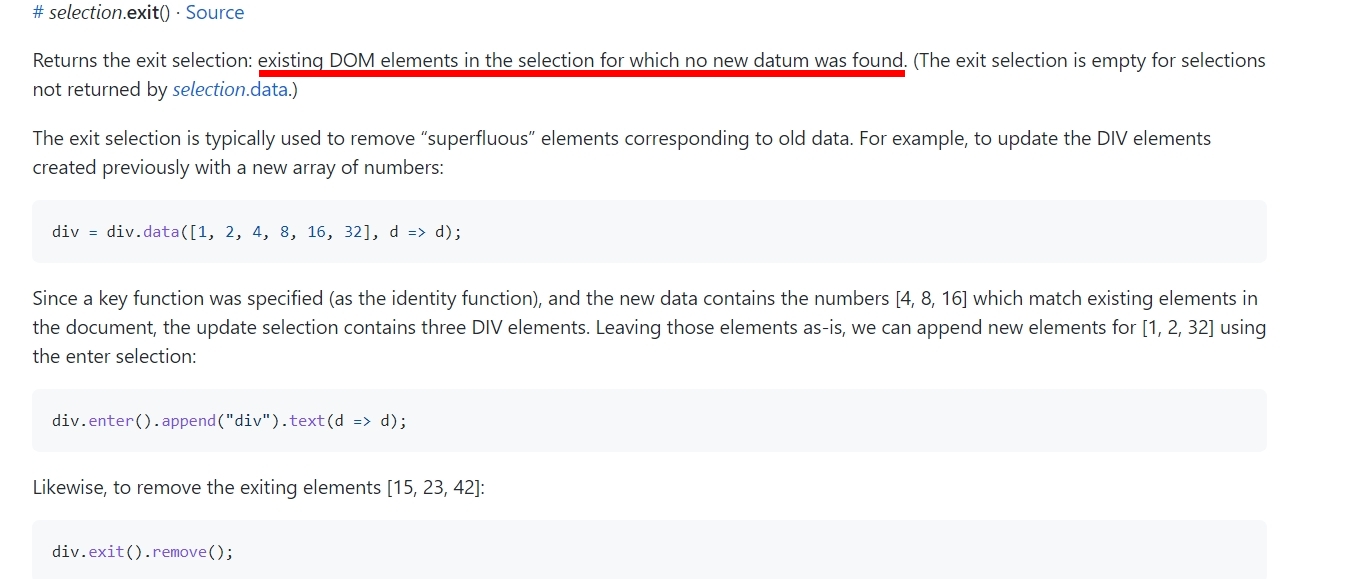 # selection.exit() · Source
Returns the exit selection: existing DOM elements in the selection for which no new datum was found. (The exit selection is empty for selections
not returned by selection.data.)
The exit selection is typically used to remove “superfluous” elements corresponding to old data. For example, to update the DIV elements
created previously with a new array of numbers:
div = div.data([1, 2, 4, 8, 16, 32], d => d);
Since a key function was specified (as the identity function), and the new data contains the numbers [4, 8, 16] which match existing elements in
the document, the update selection contains three DIV elements. Leaving those elements as-is, we can append new elements for [1, 2, 32] using
the enter selection:
div.enter().append("div").text(d => d);
Likewise, to remove the exiting elements [15, 23, 42]:
div.exit().remove();